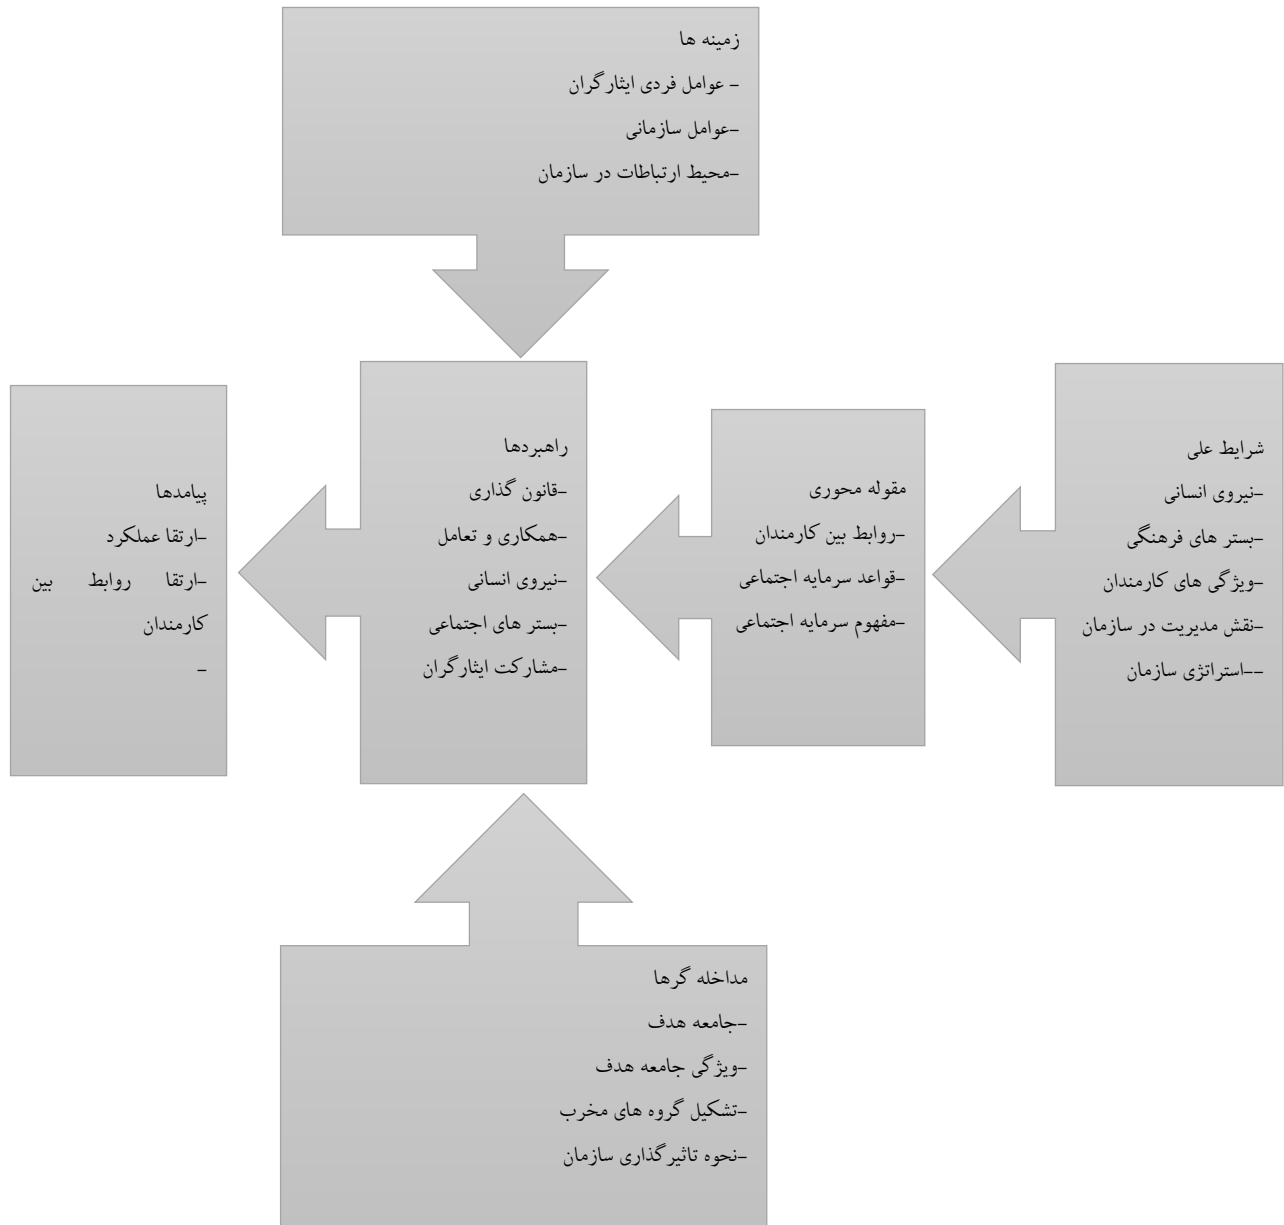 زمینه ها
- عوامل فردی ایثارگران
-عوامل سازمانی
-محیط ارتباطات در سازمان
شرایط علی
-نیروی انسانی
-بستر های فرهنگی
-ویژگی های کارمندان
-نقش مدیریت در سازمان
--استراتژی سازمان
مقوله محوری
-روابط بین کارمندان
-قواعد سرمایه اجتماعی
-مفهوم سرمایه اجتماعی
راهبردها
-قانون گذاری
-همکاری و تعامل
-نیروی انسانی
-بستر های اجتماعی
-مشارکت ایثارگران
پیامدها
-ارتقا عملکرد
-ارتقا روابط بین
کارمندان
-
مداخله گرها
-جامعه هدف
-ویژگی جامعه هدف
-تشکیل گروه های مخرب
-نحوه تاثیرگذاری سازمان